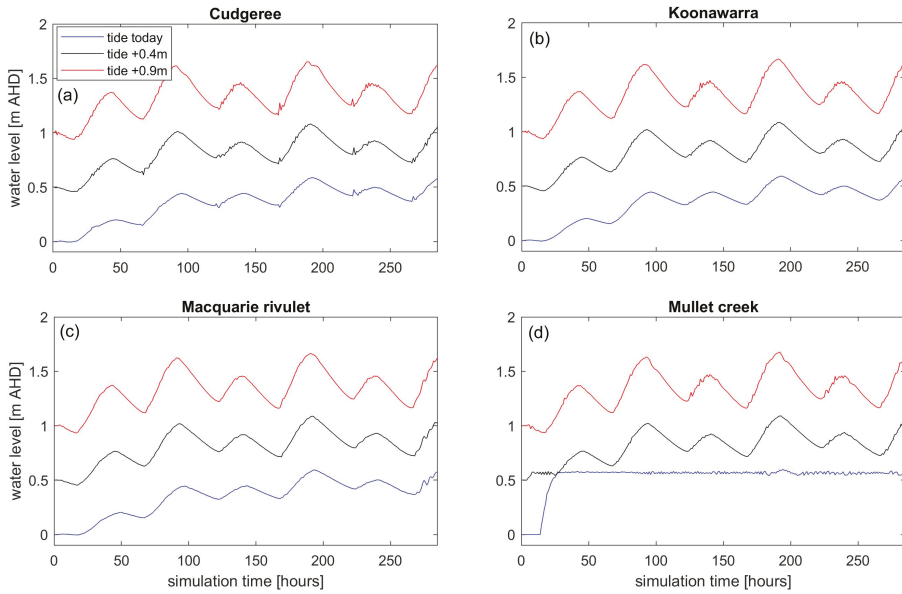 Cudgeree
2
tide today
tide +0.4m
tide +0.9m
1.5
(a)
1
0.5
0
water level [m AHD]
0 50 100 150 200 250
Koonawarra
2
(b)
1.5
1
0.5
0
0 50 100 150 200 250
Macquarie rivulet
2
(c)
1.5
1
0.5
0
water level [m AHD]
0 50 100 150 200 250
simulation time [hours]
Mullet creek
2
(d)
1.5
1
0.5
0
0 50 100 150 200 250
simulation time [hours]